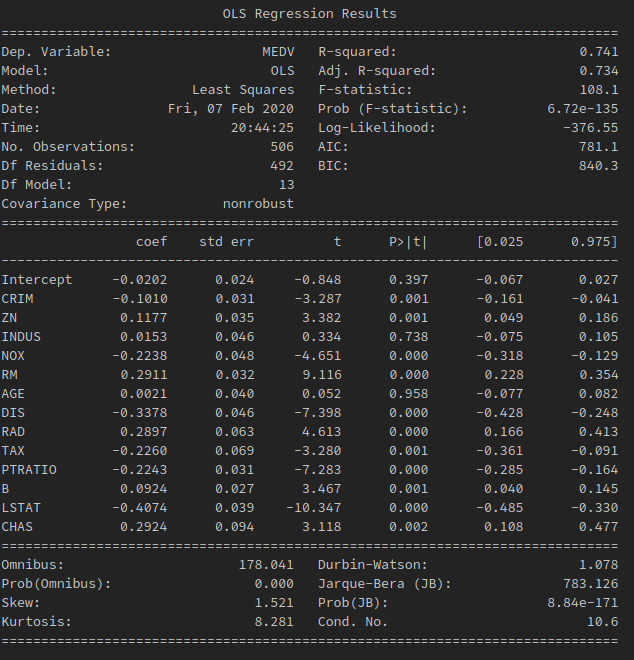 OLS Regression Results
==============================================================================
Dep. Variable:                   MEDV   R-squared:                       0.741
Model:                            OLS   Adj. R-squared:                  0.734
Method:                 Least Squares   F-statistic:                     108.1
Date:                Fri, 07 Feb 2020   Prob (F-statistic):          6.72e-135
Time:                        20:44:25   Log-Likelihood:                -376.55
No. Observations:                 506   AIC:                             781.1
Df Residuals:                     492   BIC:                             840.3
Df Model:                          13
Covariance Type:            nonrobust
==============================================================================
                 coef    std err          t      P>|t|      [0.025      0.975]
------------------------------------------------------------------------------
Intercept     -0.0202      0.024     -0.848      0.397      -0.067       0.027
CRIM          -0.1010      0.031     -3.287      0.001      -0.161      -0.041
ZN             0.1177      0.035      3.382      0.001       0.049       0.186
INDUS          0.0153      0.046      0.334      0.738      -0.075       0.105
NOX           -0.2238      0.048     -4.651      0.000      -0.318      -0.129
RM             0.2911      0.032      9.116      0.000       0.228       0.354
AGE            0.0021      0.040      0.052      0.958      -0.077       0.082
DIS           -0.3378      0.046     -7.398      0.000      -0.428      -0.248
RAD            0.2897      0.063      4.613      0.000       0.166       0.413
TAX           -0.2260      0.069     -3.280      0.001      -0.361      -0.091
PTRATIO       -0.2243      0.031     -7.283      0.000      -0.285      -0.164
B              0.0924      0.027      3.467      0.001       0.040       0.145
LSTAT         -0.4074      0.039    -10.347      0.000      -0.485      -0.330
CHAS           0.2924      0.094      3.118      0.002       0.108       0.477
==============================================================================
Omnibus:                      178.041   Durbin-Watson:                   1.078
Prob(Omnibus):                  0.000   Jarque-Bera (JB):              783.126
Skew:                           1.521   Prob(JB):                    8.84e-171
Kurtosis:                       8.281   Cond. No.                         10.6
==============================================================================